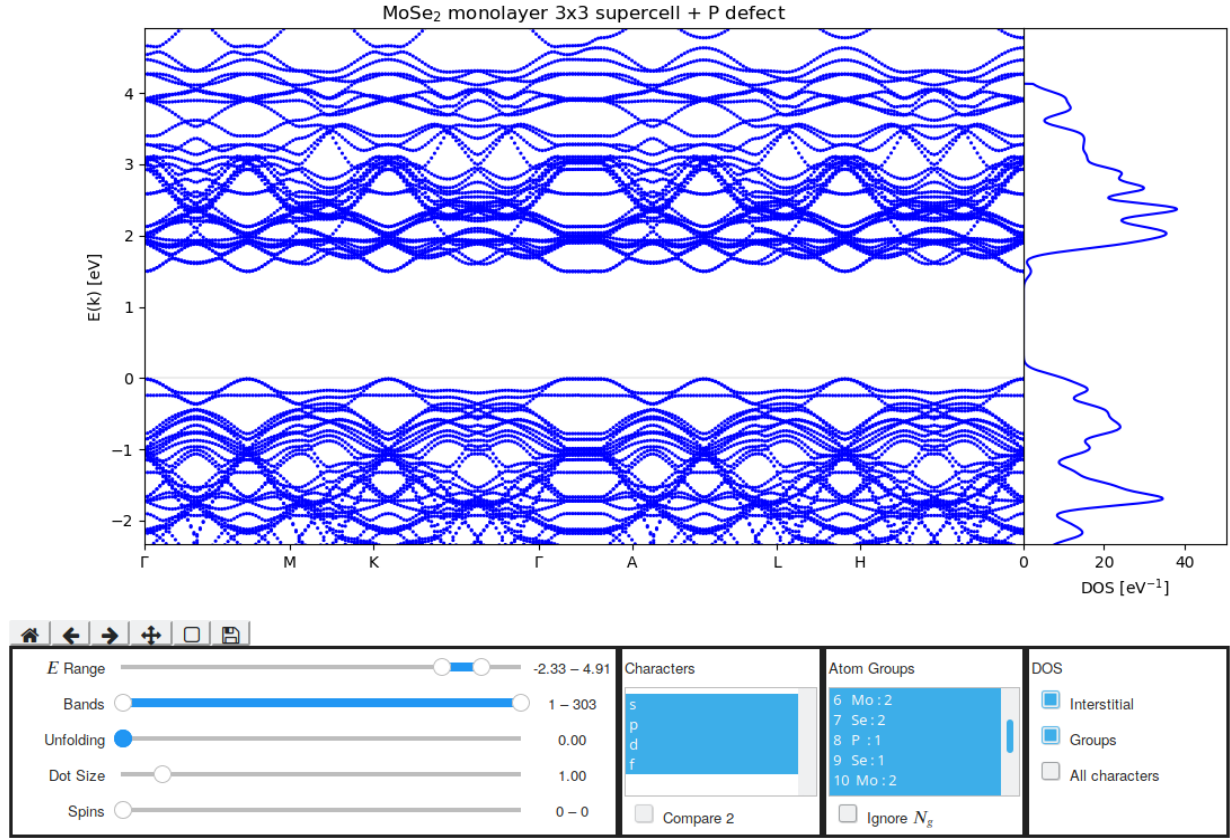 MoSe₂ monolayer 3x3 supercell + P defect
E(k) [eV]
4
3
2
1
0
−1
−2
Γ M K Γ A L H 0 20 40
DOS [eV⁻¹]
E Range -2.33 – 4.91
Bands 1 – 303
Unfolding 0.00
Dot Size 1.00
Spins 0 – 0
Characters
s
p
d
f
Compare 2
Atom Groups
6 Mo: 2
7 Se: 2
8 P : 1
9 Se: 1
10 Mo: 2
Ignore N_g
DOS
Interstitial
Groups
All characters